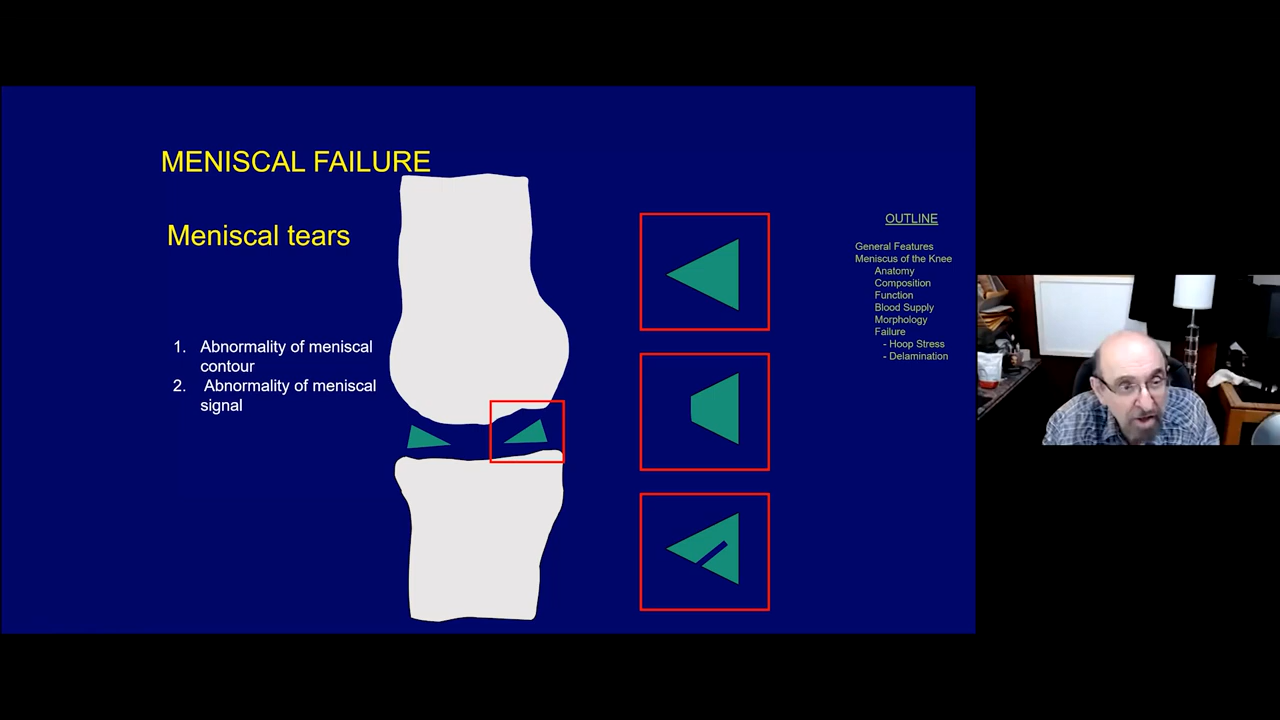 MENISCAL FAILURE
Meniscal tears
1. Abnormality of meniscal
contour
2. Abnormality of meniscal
signal
OUTLINE
General Features
Meniscus of the Knee
Anatomy
Composition
Function
Blood Supply
Morphology
Failure
- Hoop Stress
- Delamination